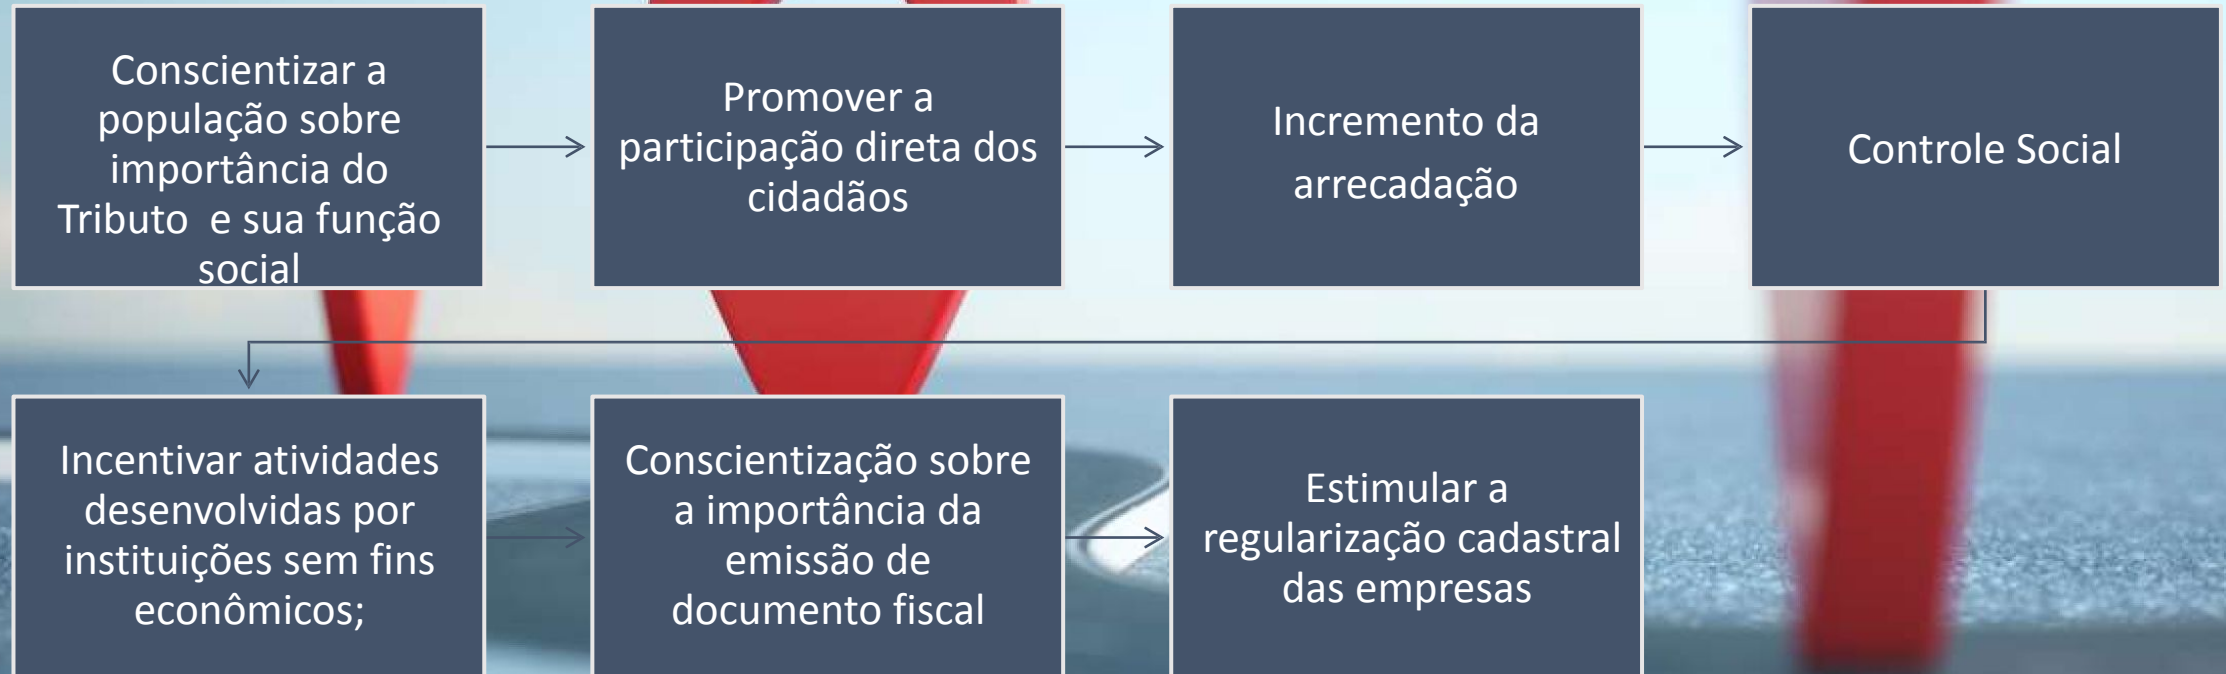 Conscientizar a
população sobre
importância do
Tributo  e sua função
social
Promover a
participação direta dos
cidadãos
Incremento da
arrecadação
Controle Social
Incentivar atividades
desenvolvidas por
instituições sem fins
econômicos;
Conscientização sobre
a importância da
emissão de
documento fiscal
Estimular a
regularização cadastral
das empresas